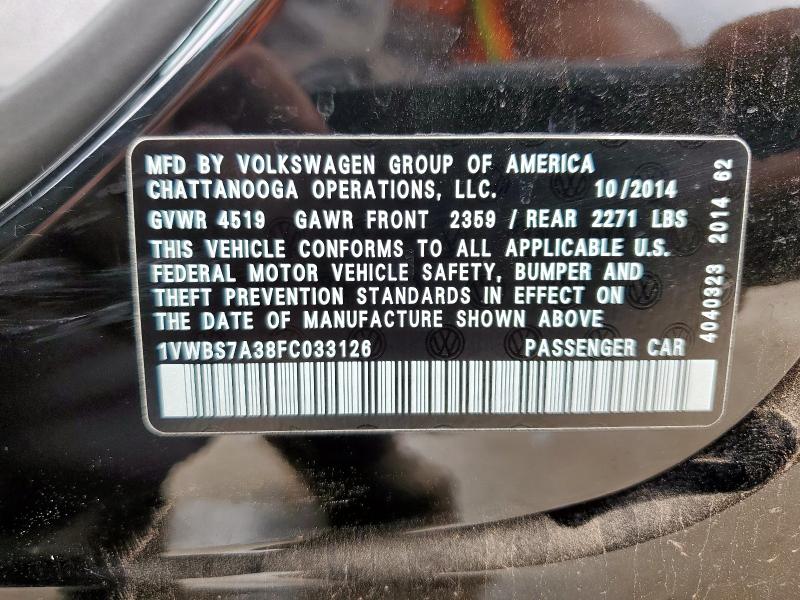 MFD BY VOLKSWAGEN GROUP OF AMERICA
CHATTANOOGA OPERATIONS, LLC. 10/2014
GVWR 4519 GAWR FRONT 2359 / REAR 2271 LBS
THIS VEHICLE CONFORMS TO ALL APPLICABLE U.S.
FEDERAL MOTOR VEHICLE SAFETY, BUMPER AND
THEFT PREVENTION STANDARDS IN EFFECT ON
THE DATE OF MANUFACTURE SHOWN ABOVE
1VWBS7A38FC033126 PASSENGER CAR
4040323 2014 62